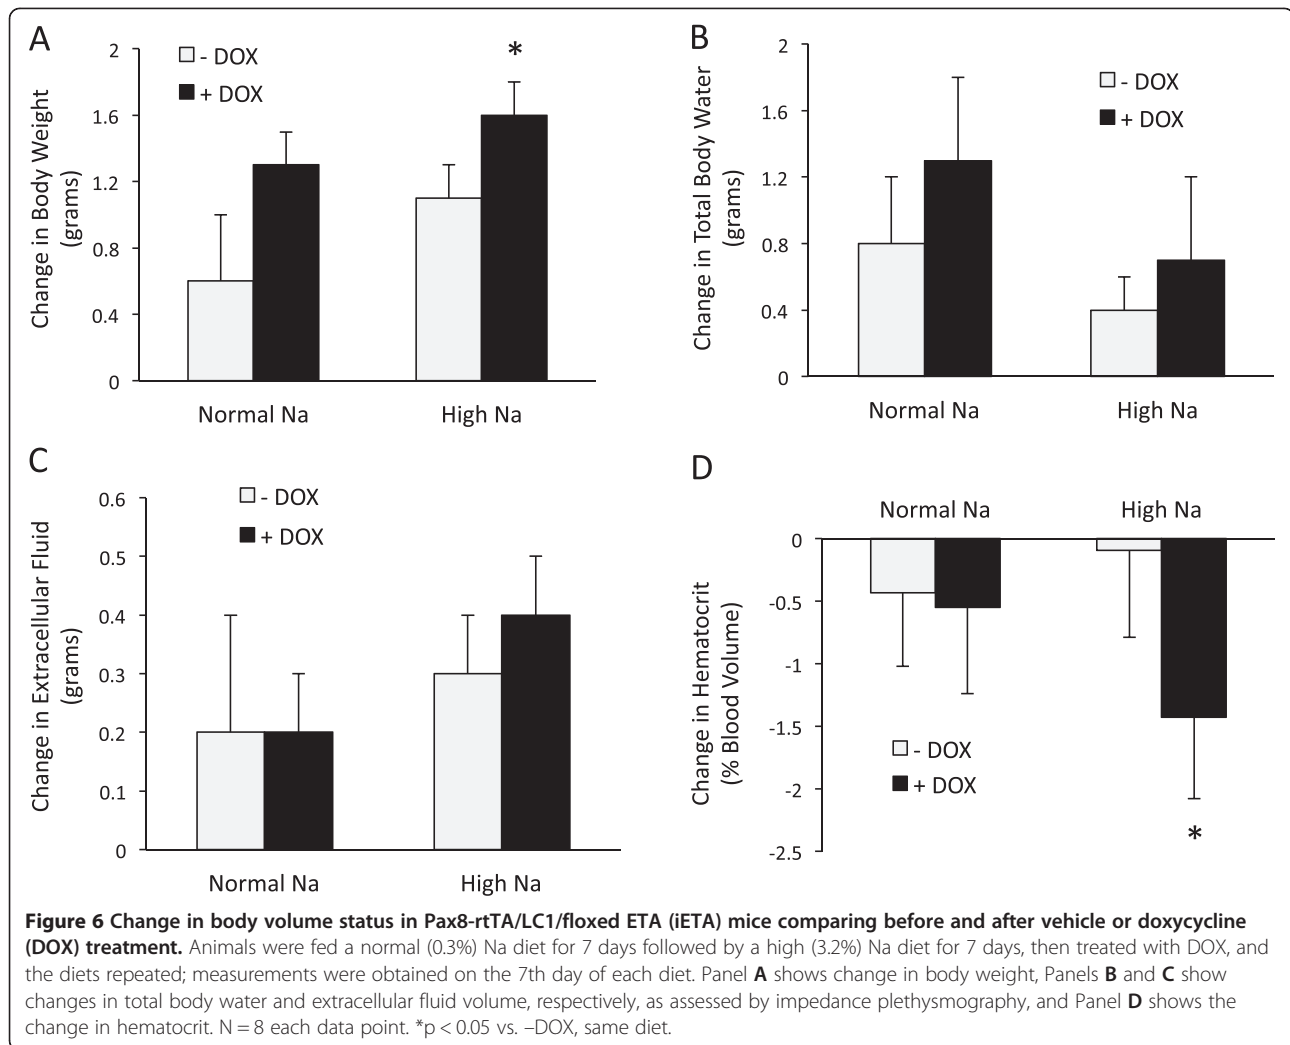 A
- DOX
+ DOX
*
2
1.6
1.2
0.8
0.4
0
Change in Body Weight
(grams)
Normal Na
High Na
B
- DOX
+ DOX
2
1.6
1.2
0.8
0.4
0
Change in Total Body Water
(grams)
Normal Na
High Na
C
- DOX
+ DOX
0.6
0.5
0.4
0.3
0.2
0.1
0
Change in Extracellular Fluid
(grams)
Normal Na
High Na
D
Normal Na
High Na
0
-0.5
-1
-1.5
-2
-2.5
Change in Hematocrit
(% Blood Volume)
- DOX
+ DOX
*
Figure 6 Change in body volume status in Pax8-rtTA/LC1/floxed ETA (iETA) mice comparing before and after vehicle or doxycycline
(DOX) treatment. Animals were fed a normal (0.3%) Na diet for 7 days followed by a high (3.2%) Na diet for 7 days, then treated with DOX, and
the diets repeated; measurements were obtained on the 7th day of each diet. Panel A shows change in body weight, Panels B and C show
changes in total body water and extracellular fluid volume, respectively, as assessed by impedance plethysmography, and Panel D shows the
change in hematocrit. N = 8 each data point. *p < 0.05 vs. –DOX, same diet.